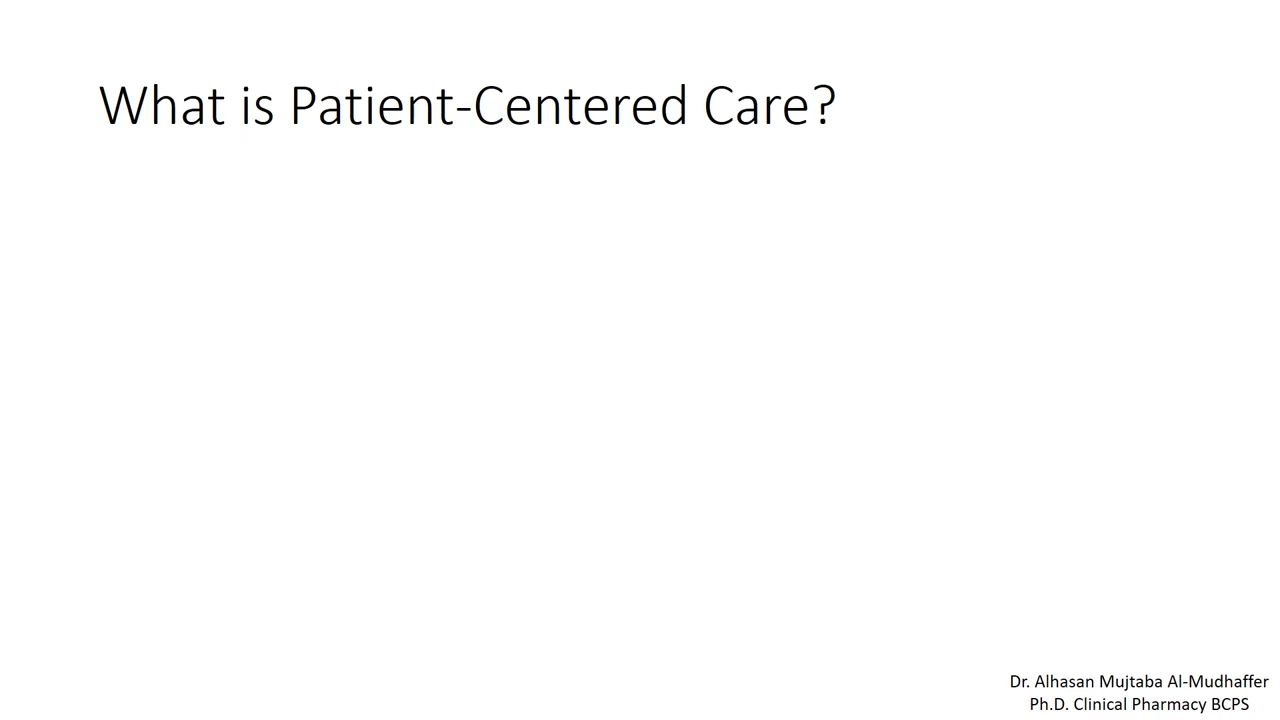 What is Patient-Centered Care?
Dr. Alhasan Mujtaba Al-Mudhaffer
Ph.D. Clinical Pharmacy BCPS